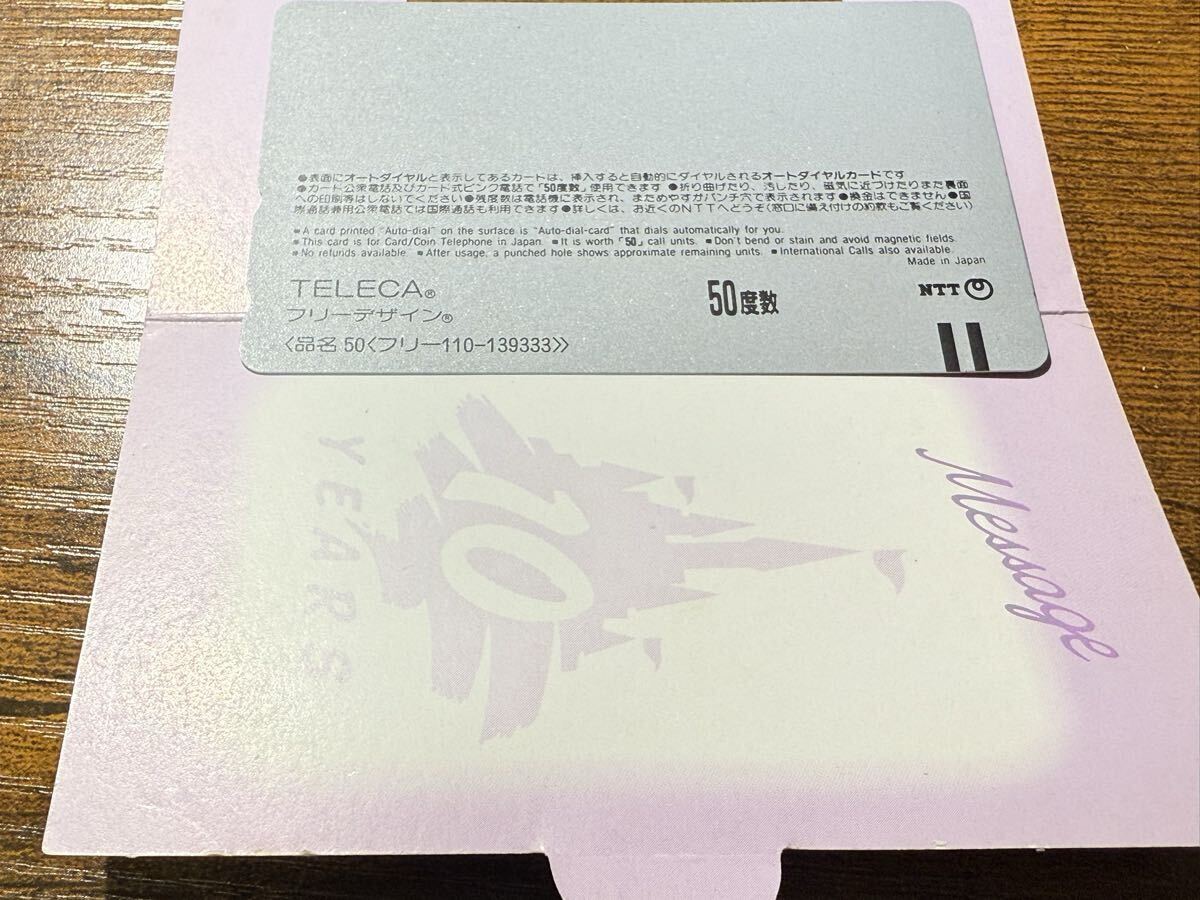 ●表面にオートダイヤルと表示してあるカードは、挿入すると自動的にダイヤルされるオートダイヤルカードです
●カード公衆電話及びカード式ピンク電話で「50度数」使用できます ●折り曲げたり、汚したり、磁気に近づけたりまた裏面
への印刷等はしないでください ●残度数は電話機に表示され、まためやすがパンチ穴で表示されます ●換金はできません ●国
際通話兼用公衆電話では国際通話も利用できます ●詳しくは、お近くのNTTへどうぞ(窓口に備え付けの約款もご覧ください)
■A card printed "Auto-dial" on the surface is "Auto-dial-card" that dials automatically for you.
■This card is for Card/Coin Telephone in Japan. ■It is worth「50」call units. ■Don't bend or stain and avoid magnetic fields.
■No refunds available. ■After usage, a punched hole shows approximate remaining units. ■International Calls also available.
Made in Japan
TELECA®
フリーデザイン®
50度数
NTT
〈品名 50〈フリー110-139333〉〉
10
YEARS
Message